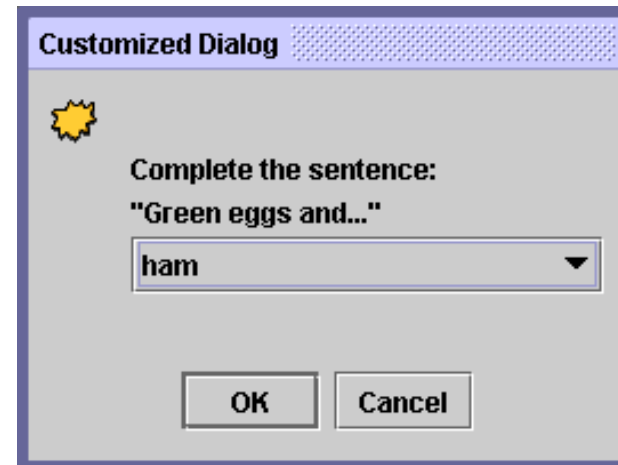 Customized Dialog
Complete the sentence:
"Green eggs and..."
ham
OK Cancel